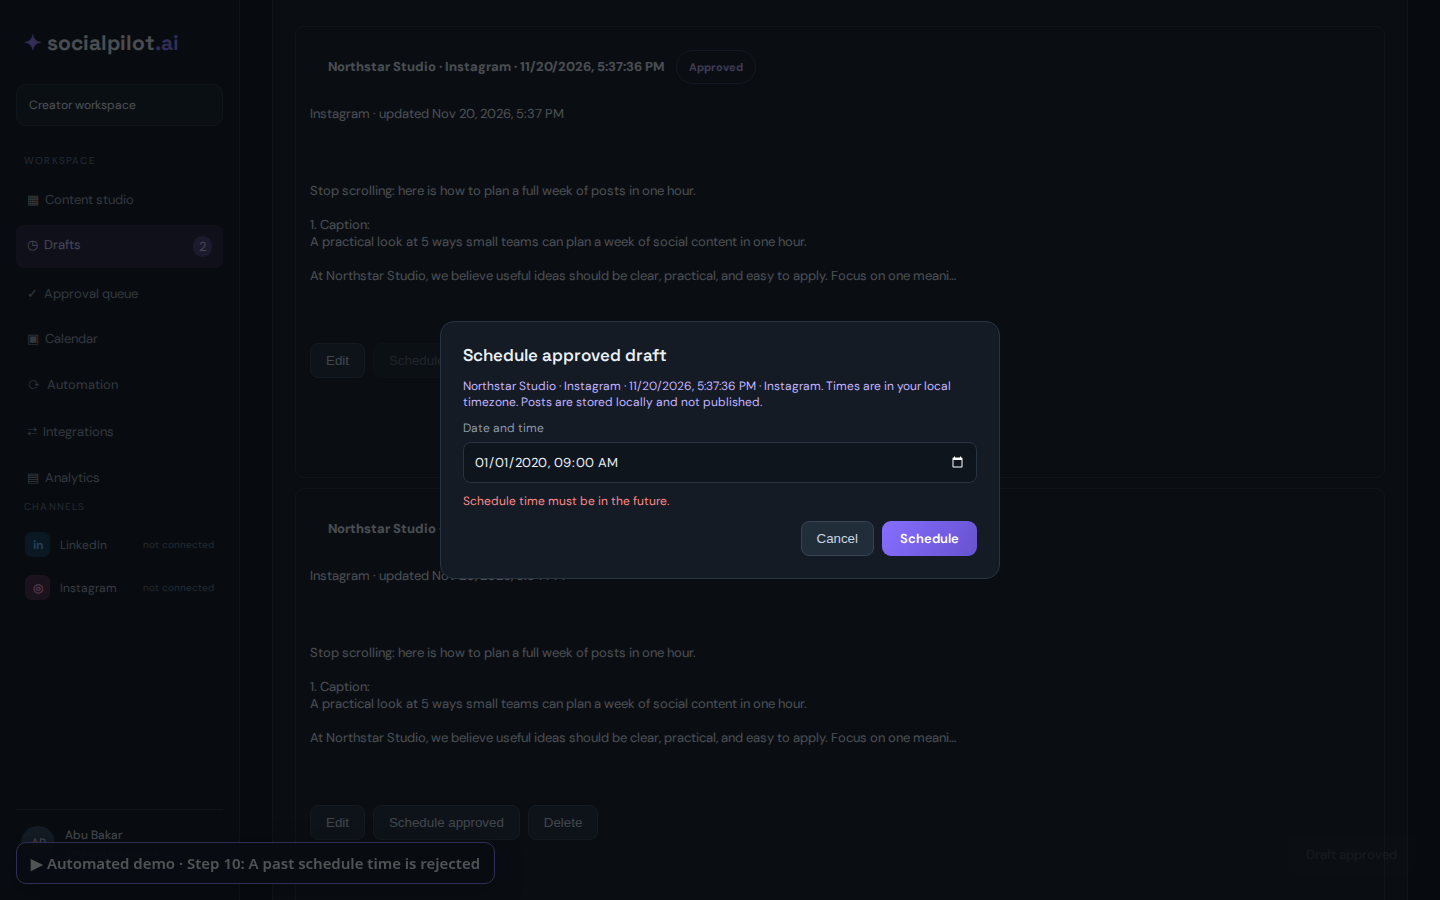 ✦ socialpilot.ai
Creator workspace
WORKSPACE
Content studio
Drafts 2
Approval queue
Calendar
Automation
Integrations
Analytics
CHANNELS
in LinkedIn not connected
Instagram not connected
Abu Bakar
Northstar Studio · Instagram · 11/20/2026, 5:37:36 PM Approved
Instagram · updated Nov 20, 2026, 5:37 PM
Stop scrolling: here is how to plan a full week of posts in one hour.
1. Caption:
A practical look at 5 ways small teams can plan a week of social content in one hour.
At Northstar Studio, we believe useful ideas should be clear, practical, and easy to apply. Focus on one meani...
Edit Schedule
Schedule approved draft
Northstar Studio · Instagram · 11/20/2026, 5:37:36 PM · Instagram. Times are in your local
timezone. Posts are stored locally and not published.
Date and time
01/01/2020, 09:00 AM
Schedule time must be in the future.
Cancel Schedule
Northstar Studio ·
Instagram · updated
Stop scrolling: here is how to plan a full week of posts in one hour.
1. Caption:
A practical look at 5 ways small teams can plan a week of social content in one hour.
At Northstar Studio, we believe useful ideas should be clear, practical, and easy to apply. Focus on one meani...
Edit Schedule approved Delete
Draft approved
▶ Automated demo · Step 10: A past schedule time is rejected